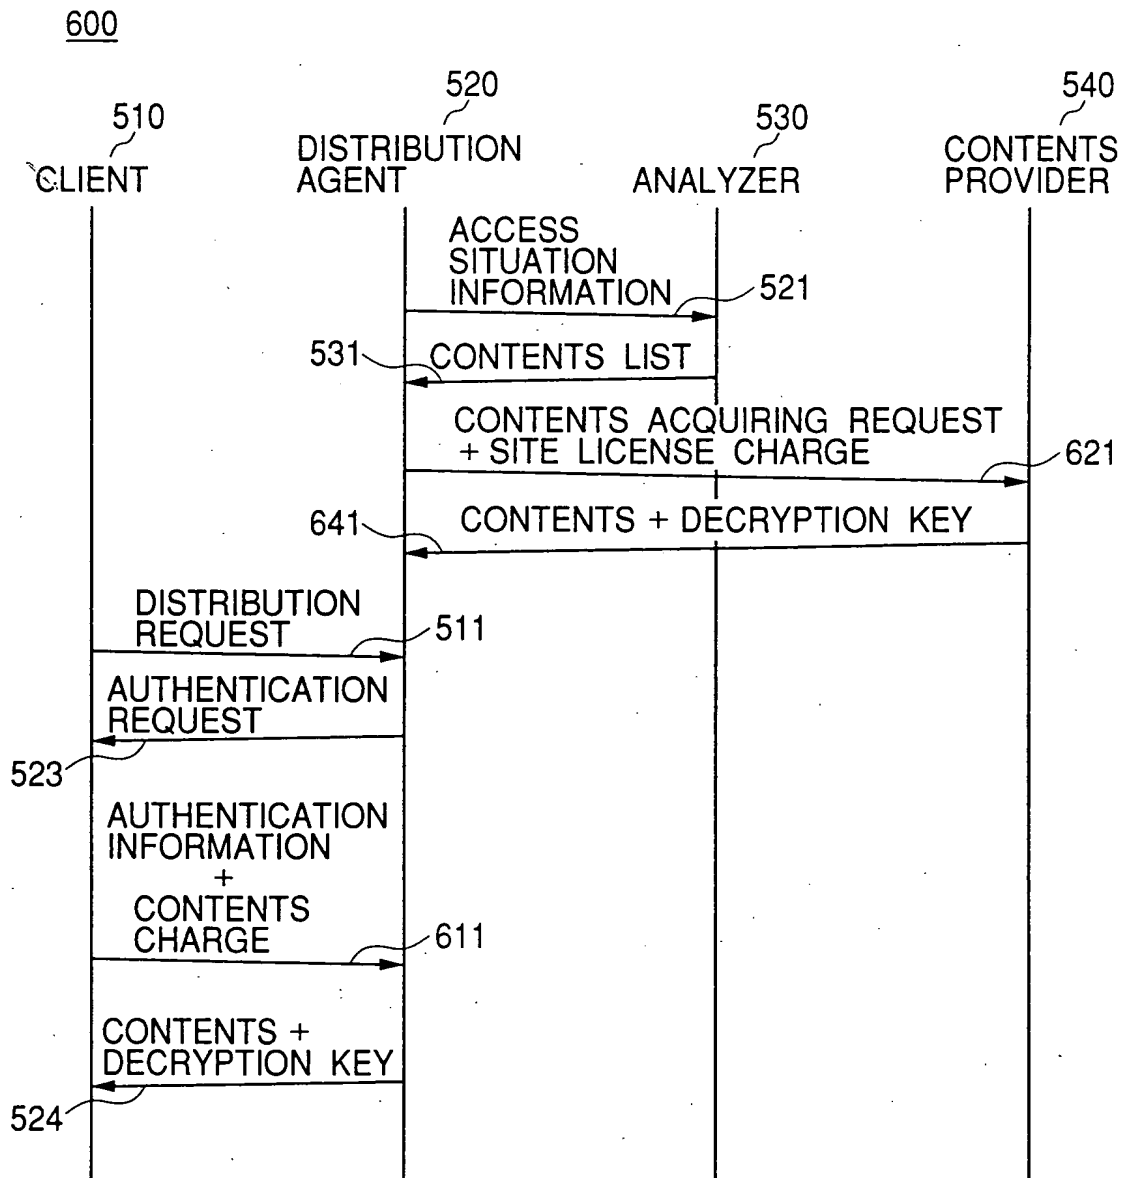 600
510
520
530
540
CLIENT
DISTRIBUTION
AGENT
ANALYZER
CONTENTS
PROVIDER
ACCESS
SITUATION
INFORMATION
521
531
CONTENTS LIST
CONTENTS ACQUIRING REQUEST
+ SITE LICENSE CHARGE
621
CONTENTS + DECRYPTION KEY
641
DISTRIBUTION
REQUEST
511
AUTHENTICATION
REQUEST
523
AUTHENTICATION
INFORMATION
+
CONTENTS
CHARGE
611
CONTENTS +
DECRYPTION KEY
524